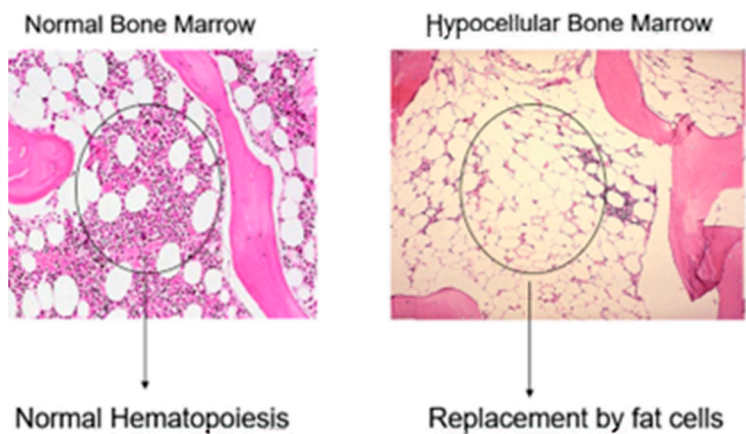 Normal Bone Marrow
Hypocellular Bone Marrow
Normal Hematopoiesis
Replacement by fat cells